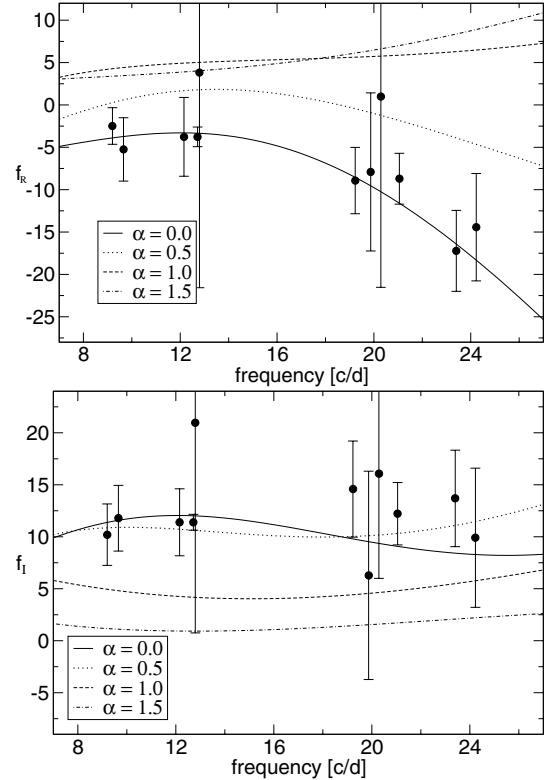 10
5
0
-5
-10
-15
-20
-25
f_R
α = 0.0
α = 0.5
α = 1.0
α = 1.5
8 12 16 20 24
frequency [c/d]
20
15
10
5
0
-5
f_I
α = 0.0
α = 0.5
α = 1.0
α = 1.5
8 12 16 20 24
frequency [c/d]